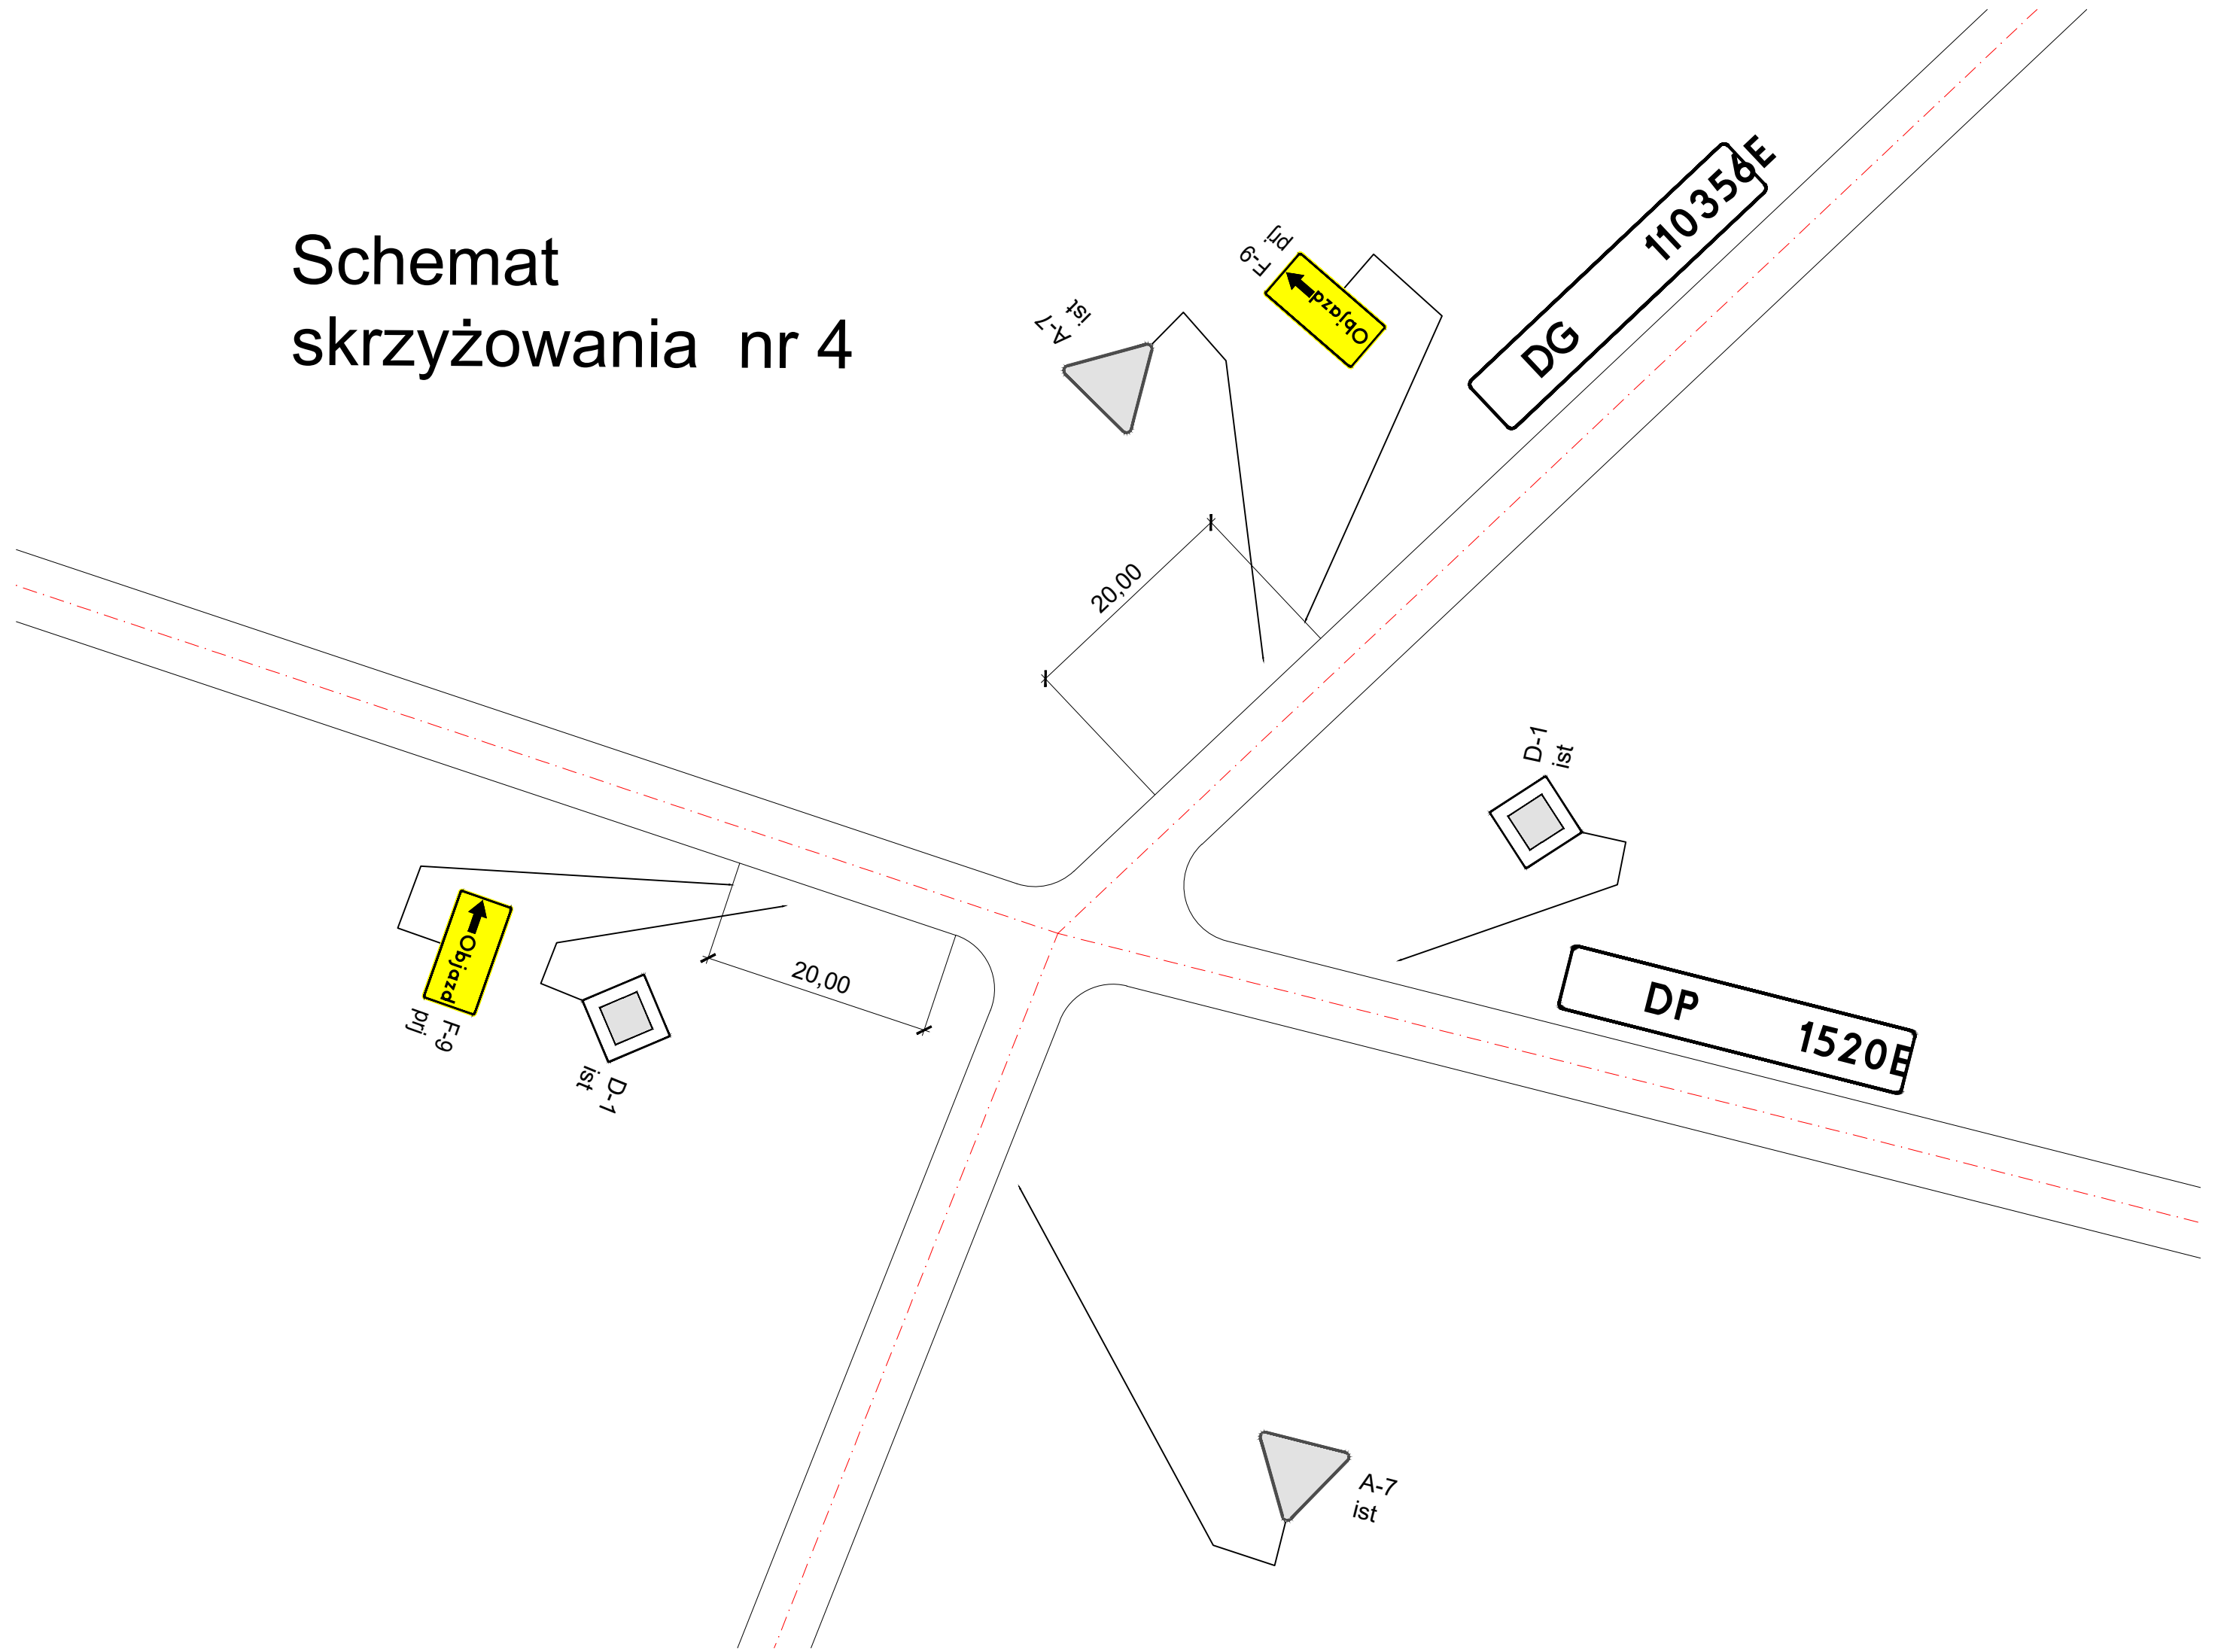 Schemat
skrzyżowania nr 4
DG 110356E
F-9
prj.
Objazd
A-7
ist.
20,00
D-1
ist
DP 1520E
Objazd
F-9
prj
20,00
D-1
ist
A-7
ist